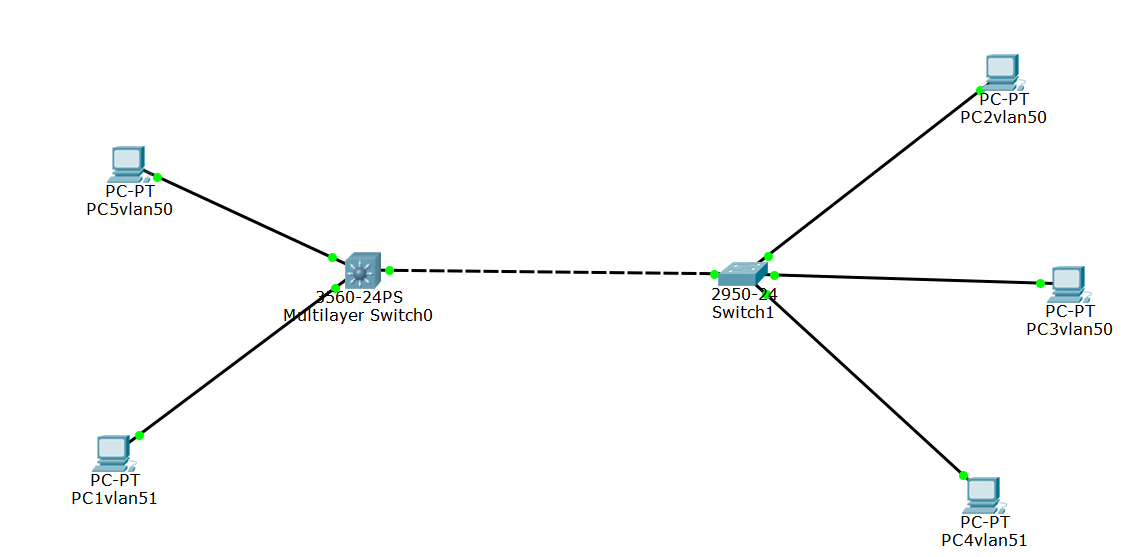 PC-PT
PC2vlan50
PC-PT
PC5vlan50
3560-24PS
Multilayer Switch0
2950-24
Switch1
PC-PT
PC3vlan50
PC-PT
PC1vlan51
PC-PT
PC4vlan51